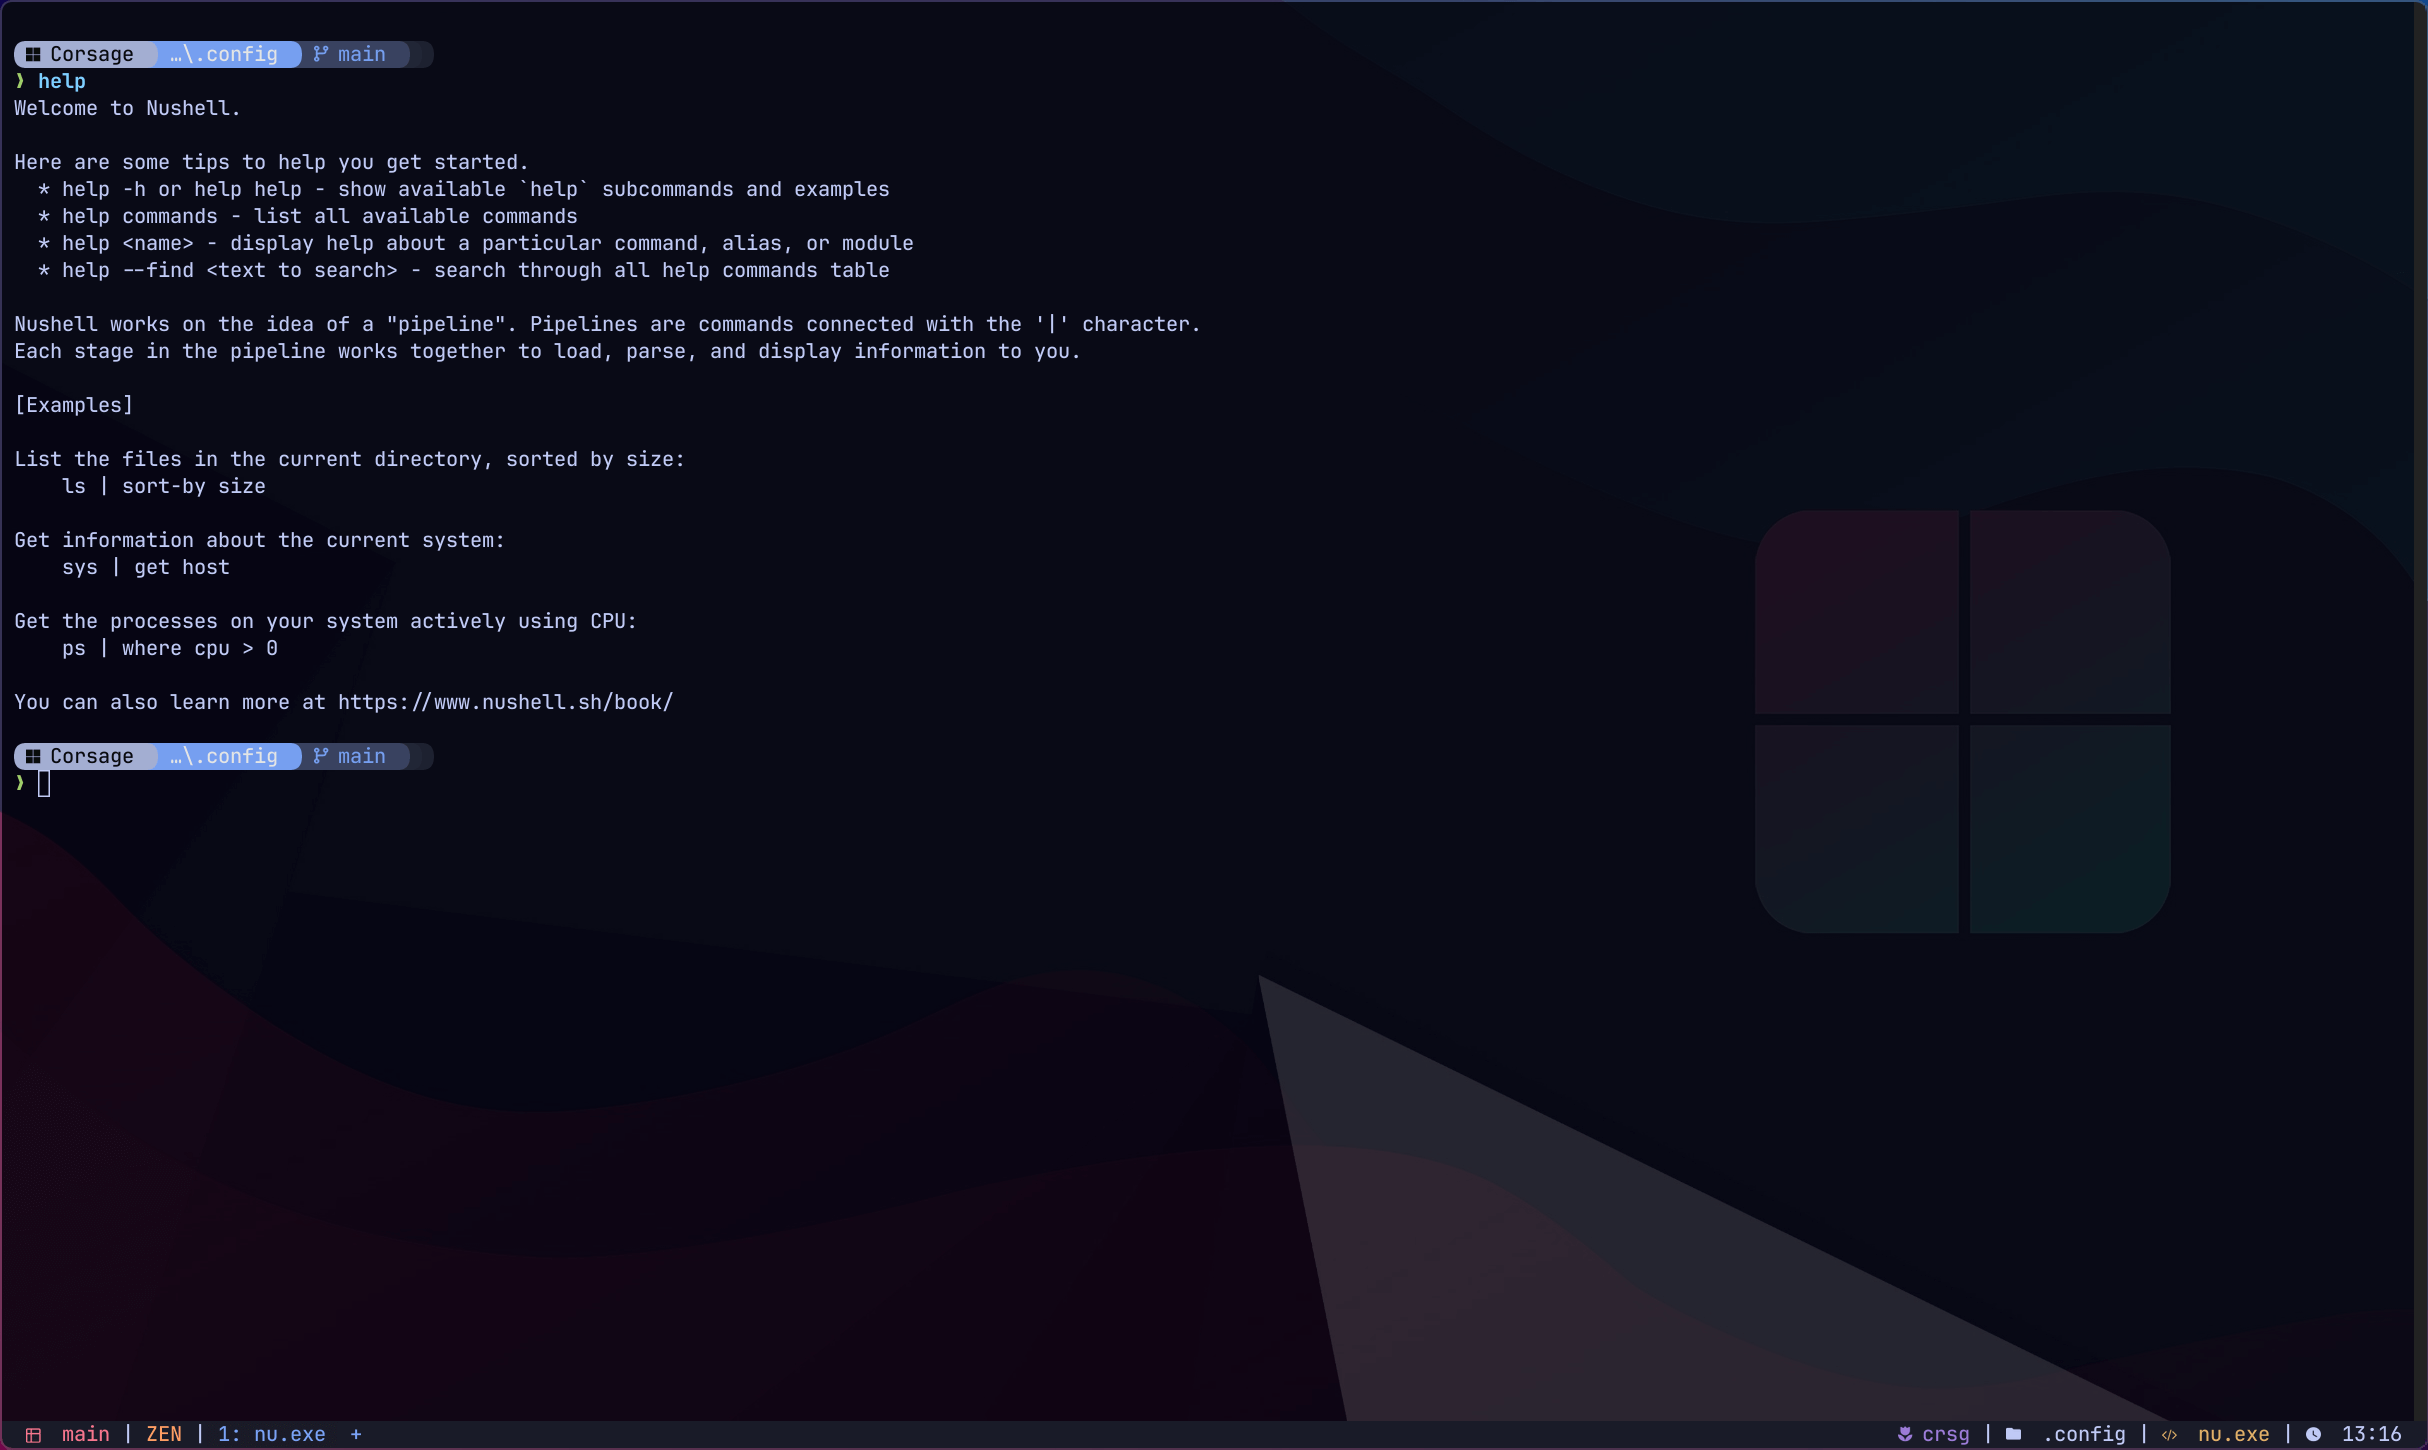 Corsage …\.config main
❯ help
Welcome to Nushell.
Here are some tips to help you get started.
* help -h or help help - show available `help` subcommands and examples
* help commands - list all available commands
* help <name> - display help about a particular command, alias, or module
* help --find <text to search> - search through all help commands table
Nushell works on the idea of a "pipeline". Pipelines are commands connected with the '|' character.
Each stage in the pipeline works together to load, parse, and display information to you.
[Examples]
List the files in the current directory, sorted by size:
ls | sort-by size
Get information about the current system:
sys | get host
Get the processes on your system actively using CPU:
ps | where cpu > 0
You can also learn more at https://www.nushell.sh/book/
Corsage …\.config main
❯
main | ZEN | 1: nu.exe + crsg | .config | </> nu.exe | 13:16